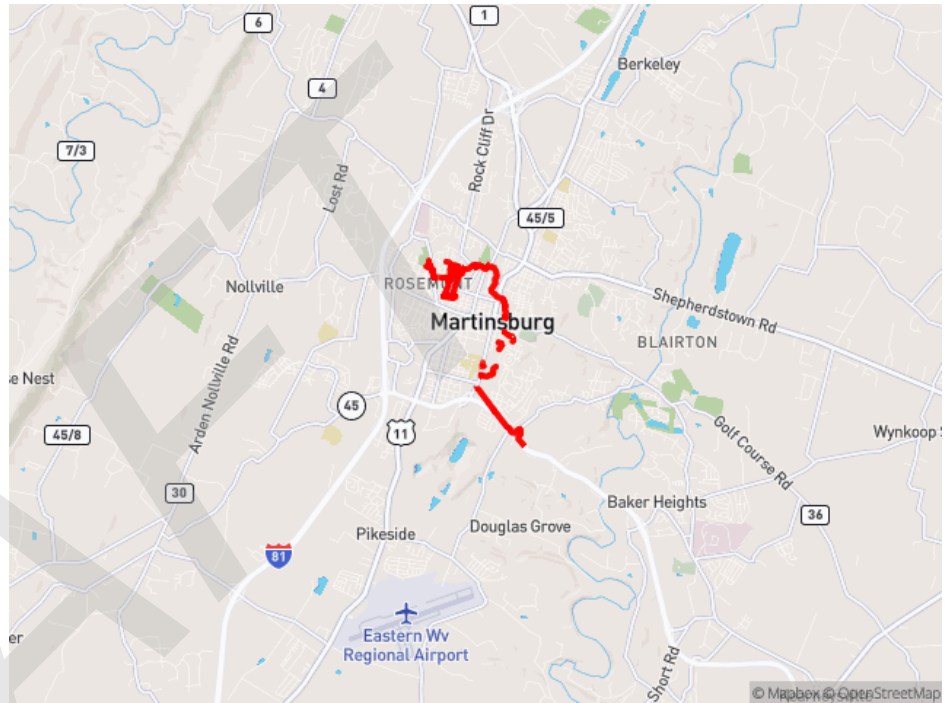 6
1
Berkeley
4
7/3
Rock Cliff Dr
Lost Rd
45/5
Nollville
ROSEMONT
Shepherdstown Rd
Martinsburg
BLAIRTON
se Nest
Arden Nollville Rd
45
11
45/8
Golf Course Rd
Wynkoop S
30
Baker Heights
36
Douglas Grove
Pikeside
81
Eastern Wv
Regional Airport
er
Short Rd
© Mapbox © OpenStreetMap